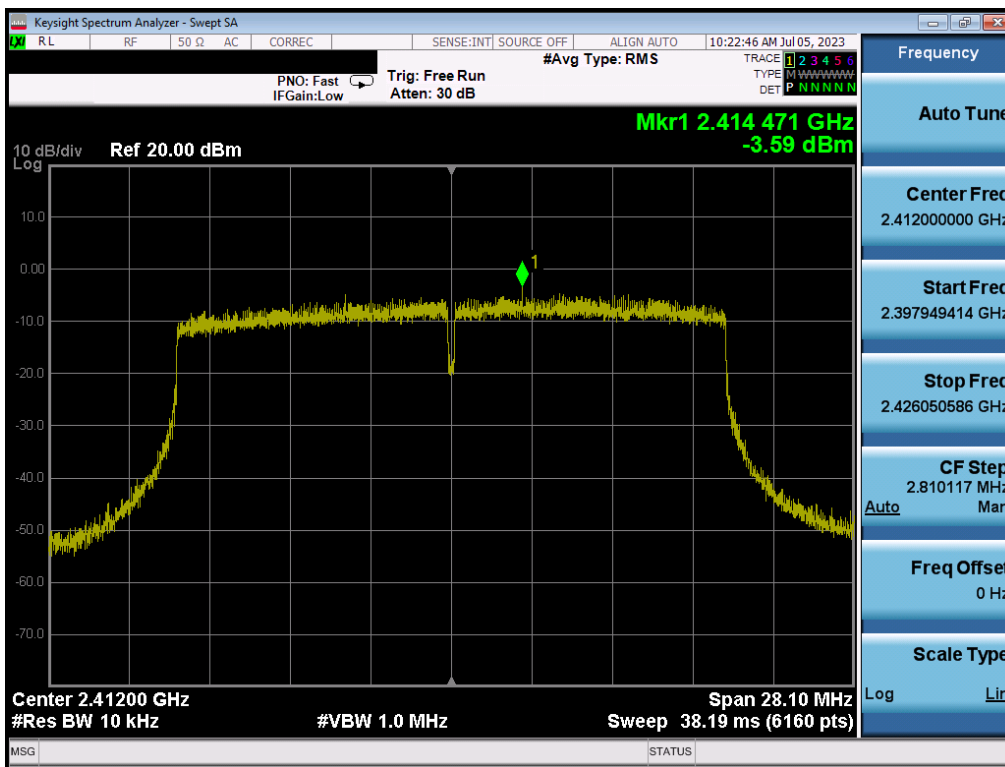 Keysight Spectrum Analyzer - Swept SA
LXI RL RF 50 Ω AC CORREC SENSE:INT SOURCE OFF ALIGN AUTO 10:22:46 AM Jul 05, 2023
#Avg Type: RMS
TRACE 1 2 3 4 5 6
PNO: Fast Trig: Free Run
TYPE M WWWWW
IFGain:Low Atten: 30 dB
DET P N N N N N
Mkr1 2.414 471 GHz
10 dB/div Ref 20.00 dBm -3.59 dBm
Log
10.0
1
0.00
-10.0
-20.0
-30.0
-40.0
-50.0
-60.0
-70.0
Center 2.41200 GHz Span 28.10 MHz
#Res BW 10 kHz #VBW 1.0 MHz Sweep 38.19 ms (6160 pts)
MSG STATUS
Frequency
Auto Tune
Center Freq
2.412000000 GHz
Start Freq
2.397949414 GHz
Stop Freq
2.426050586 GHz
CF Step
2.810117 MHz
Auto Man
Freq Offset
0 Hz
Scale Type
Log Lin